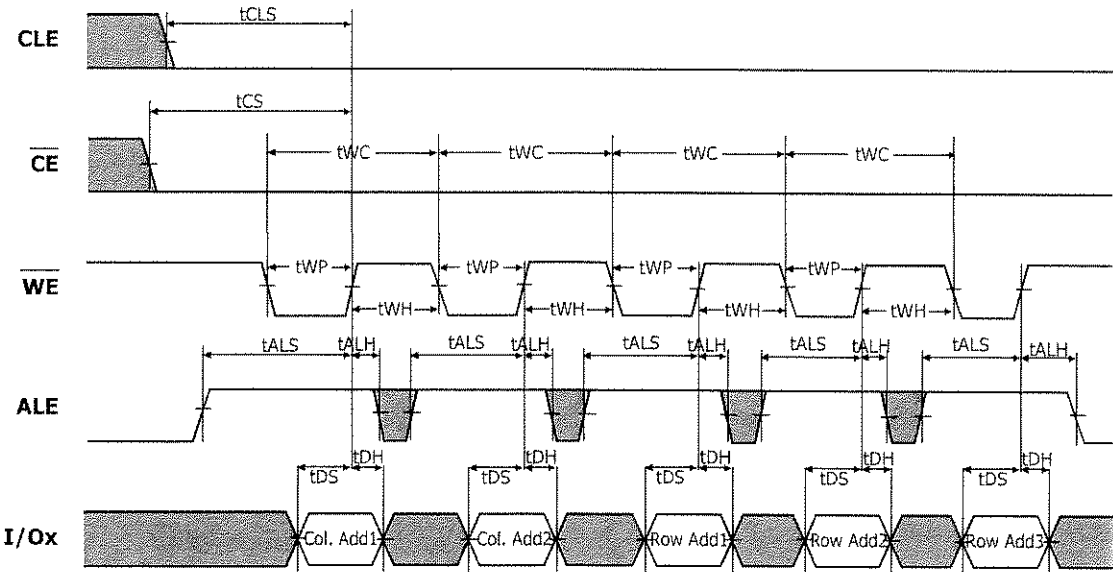 CLE
tCLS
tCS
CE
tWC tWC tWC tWC
WE
tWP tWP tWP tWP
tWH tWH tWH tWH
tALS tALH tALS tALH tALS tALH tALS tALH tALS tALH
ALE
tDS tDH tDS tDH tDS tDH tDS tDH tDS tDH
I/Ox
Col. Add1 Col. Add2 Row Add1 Row Add2 Row Add3